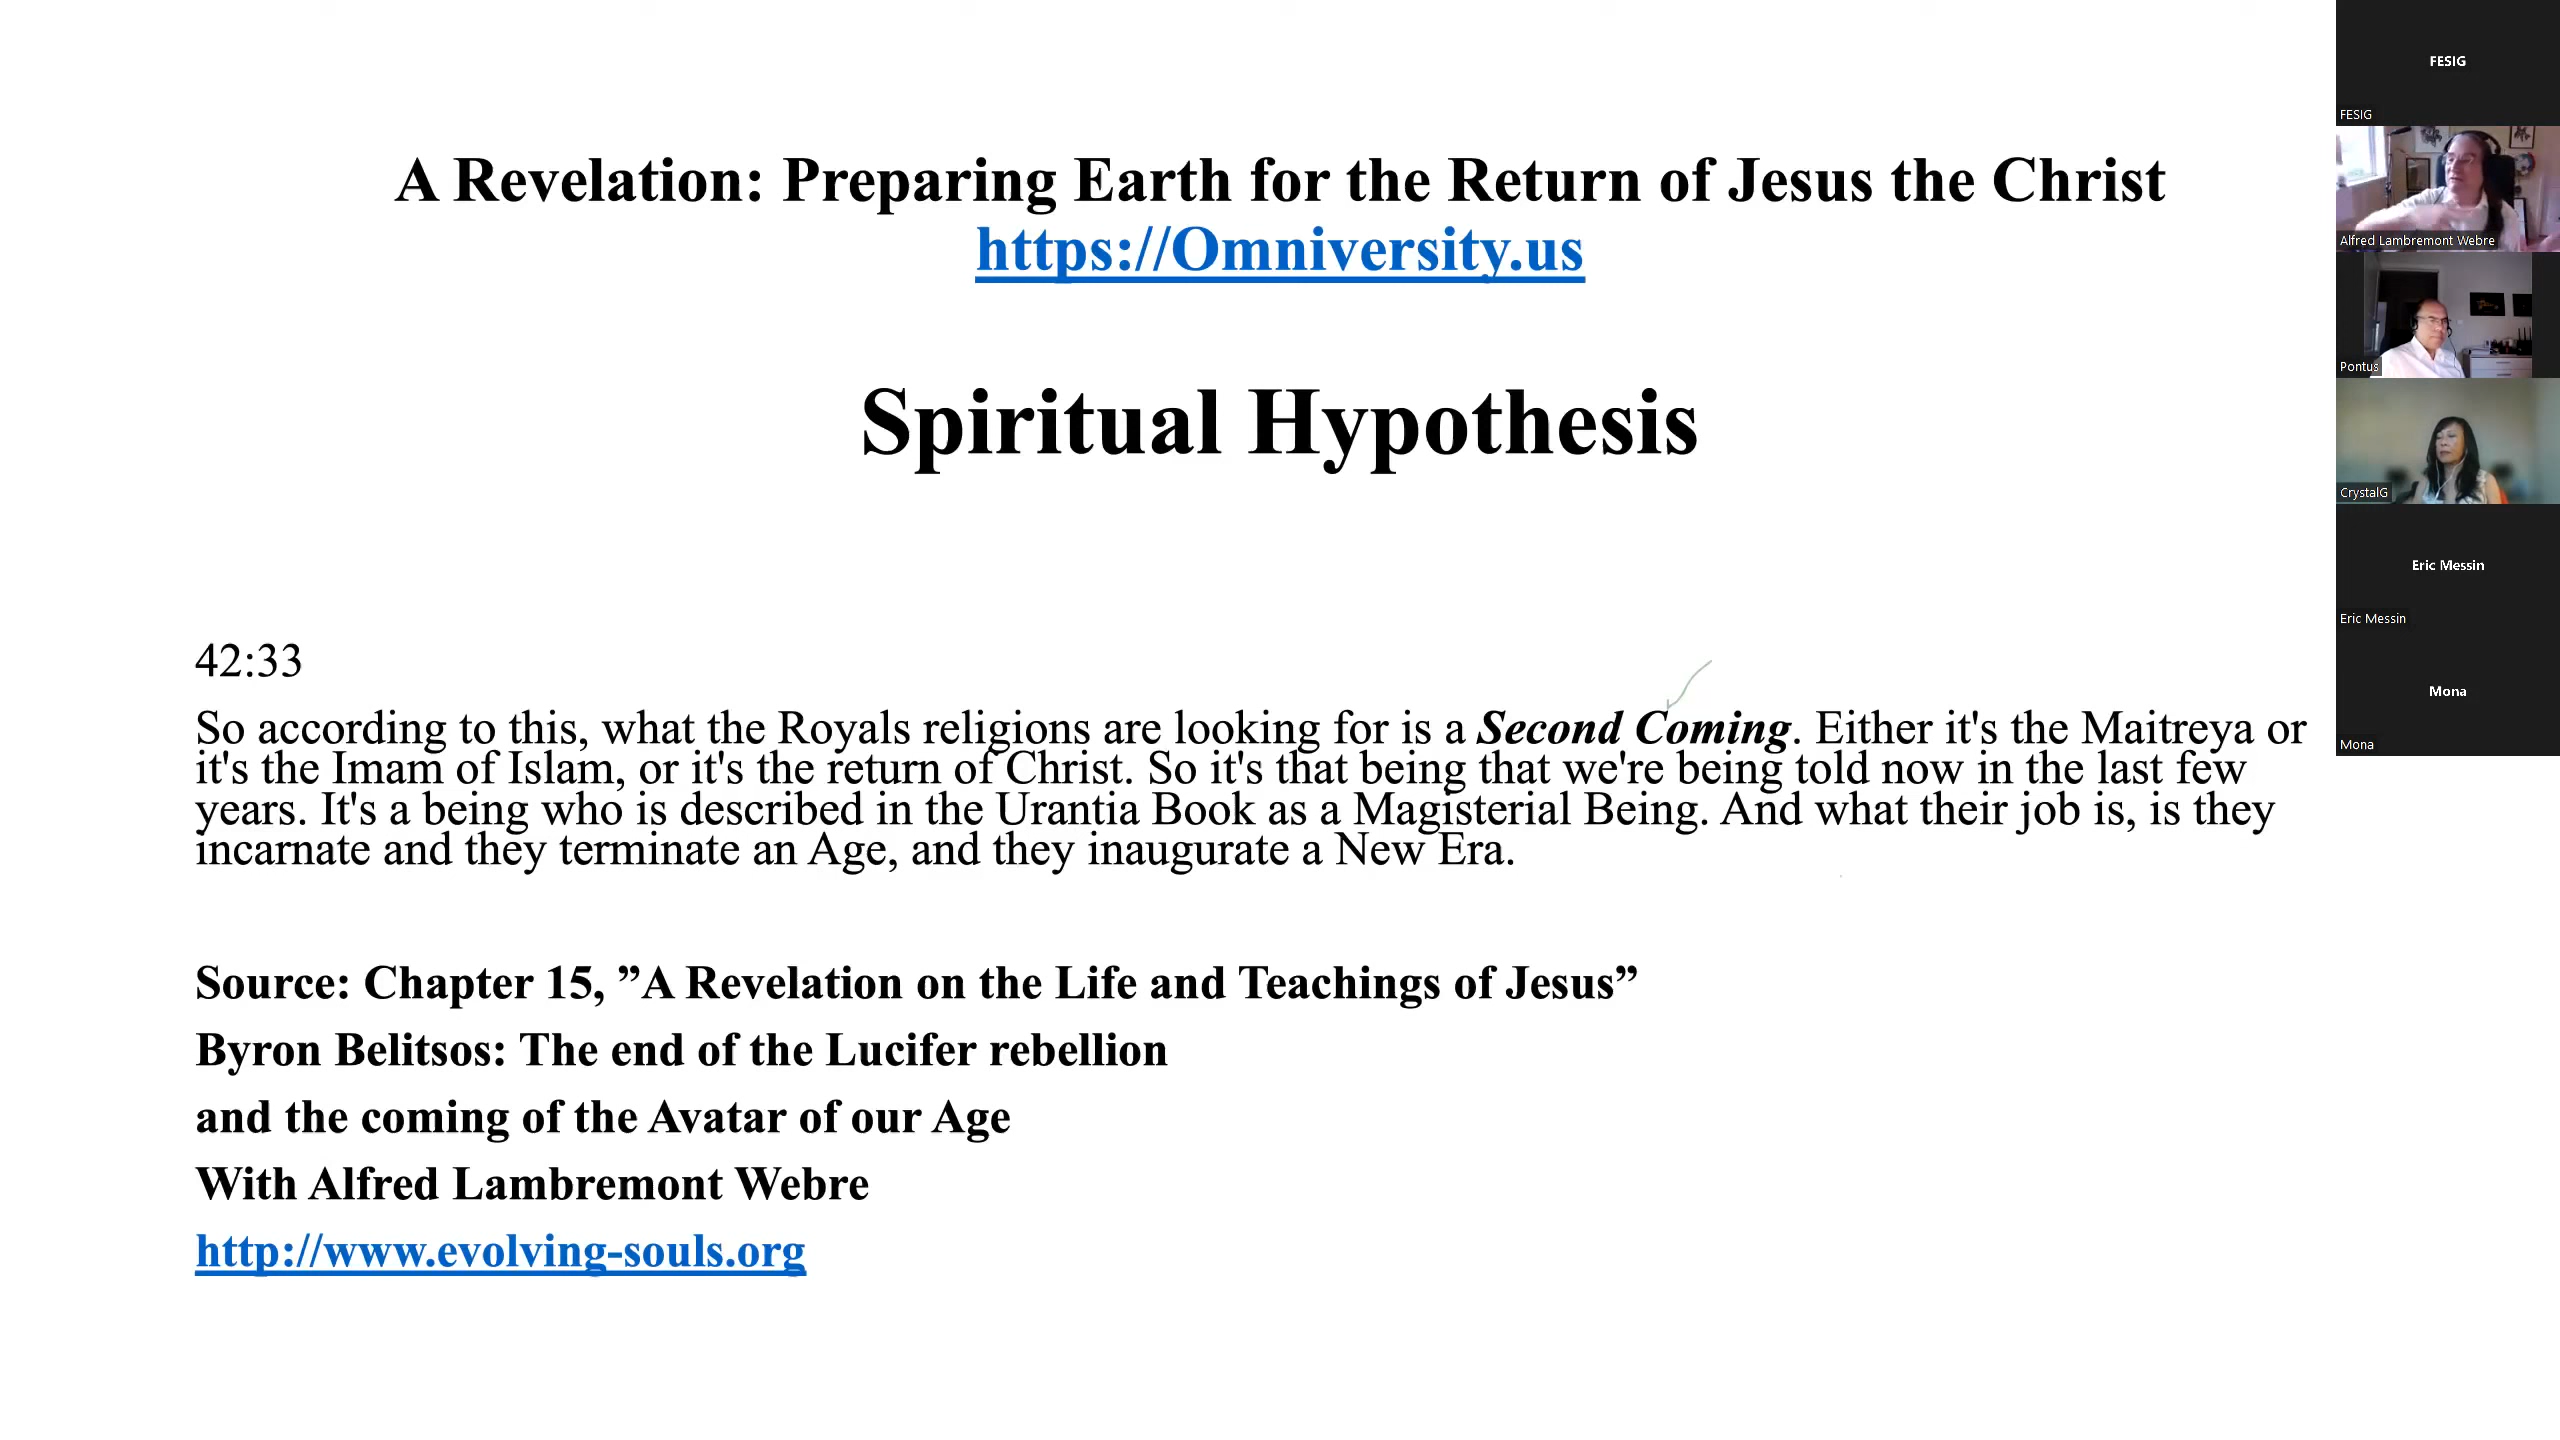 A Revelation: Preparing Earth for the Return of Jesus the Christ
https://Omniversity.us
Spiritual Hypothesis
42:33
So according to this, what the Royals religions are looking for is a Second Coming. Either it's the Maitreya or
it's the Imam of Islam, or it's the return of Christ. So it's that being that we're being told now in the last few
years. It's a being who is described in the Urantia Book as a Magisterial Being. And what their job is, is they
incarnate and they terminate an Age, and they inaugurate a New Era.
Source: Chapter 15, ”A Revelation on the Life and Teachings of Jesus”
Byron Belitsos: The end of the Lucifer rebellion
and the coming of the Avatar of our Age
With Alfred Lambremont Webre
http://www.evolving-souls.org
FESIG
FESIG
Alfred Lambremont Webre
Pontus
CrystalG
Eric Messin
Eric Messin
Mona
Mona